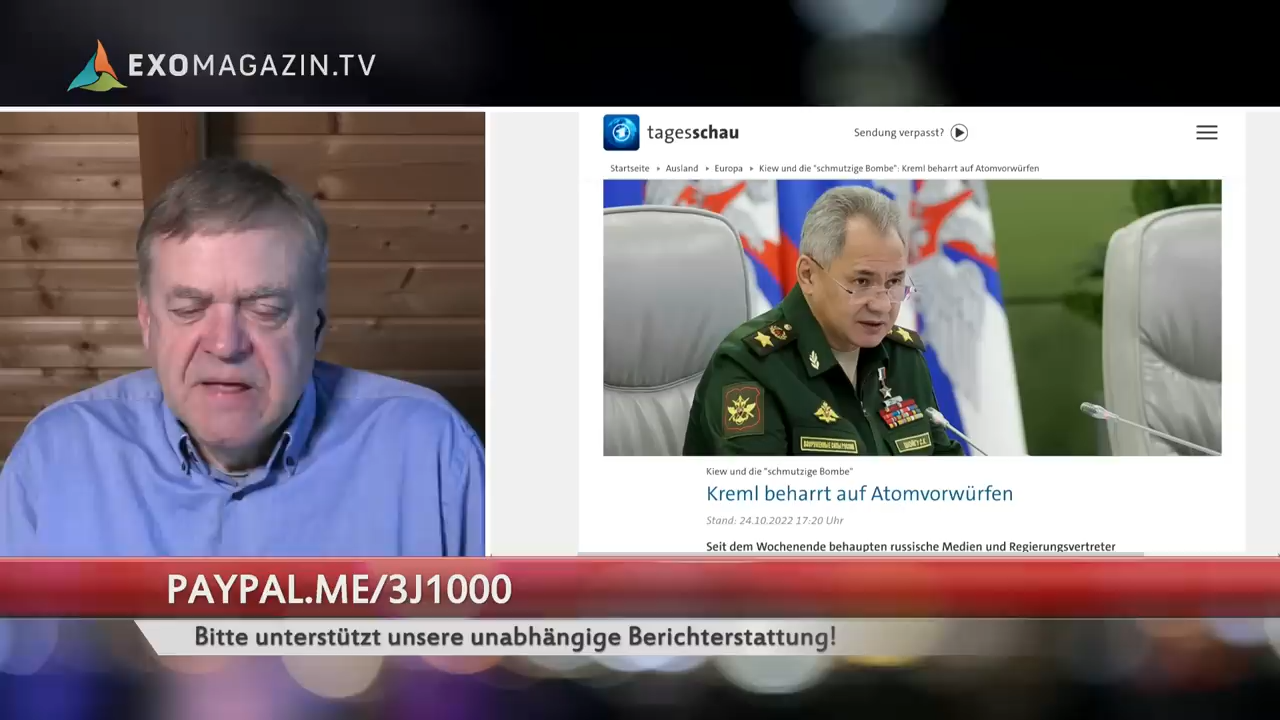 EXOMAGAZIN.TV
tagesschau
Sendung verpasst?
Startseite ▸ Ausland ▸ Europa ▸ Kiew und die "schmutzige Bombe": Kreml beharrt auf Atomvorwürfen
Kiew und die "schmutzige Bombe"
Kreml beharrt auf Atomvorwürfen
Stand: 24.10.2022 17:20 Uhr
Seit dem Wochenende behaupten russische Medien und Regierungsvertreter
PAYPAL.ME/3J1000
Bitte unterstützt unsere unabhängige Berichterstattung!